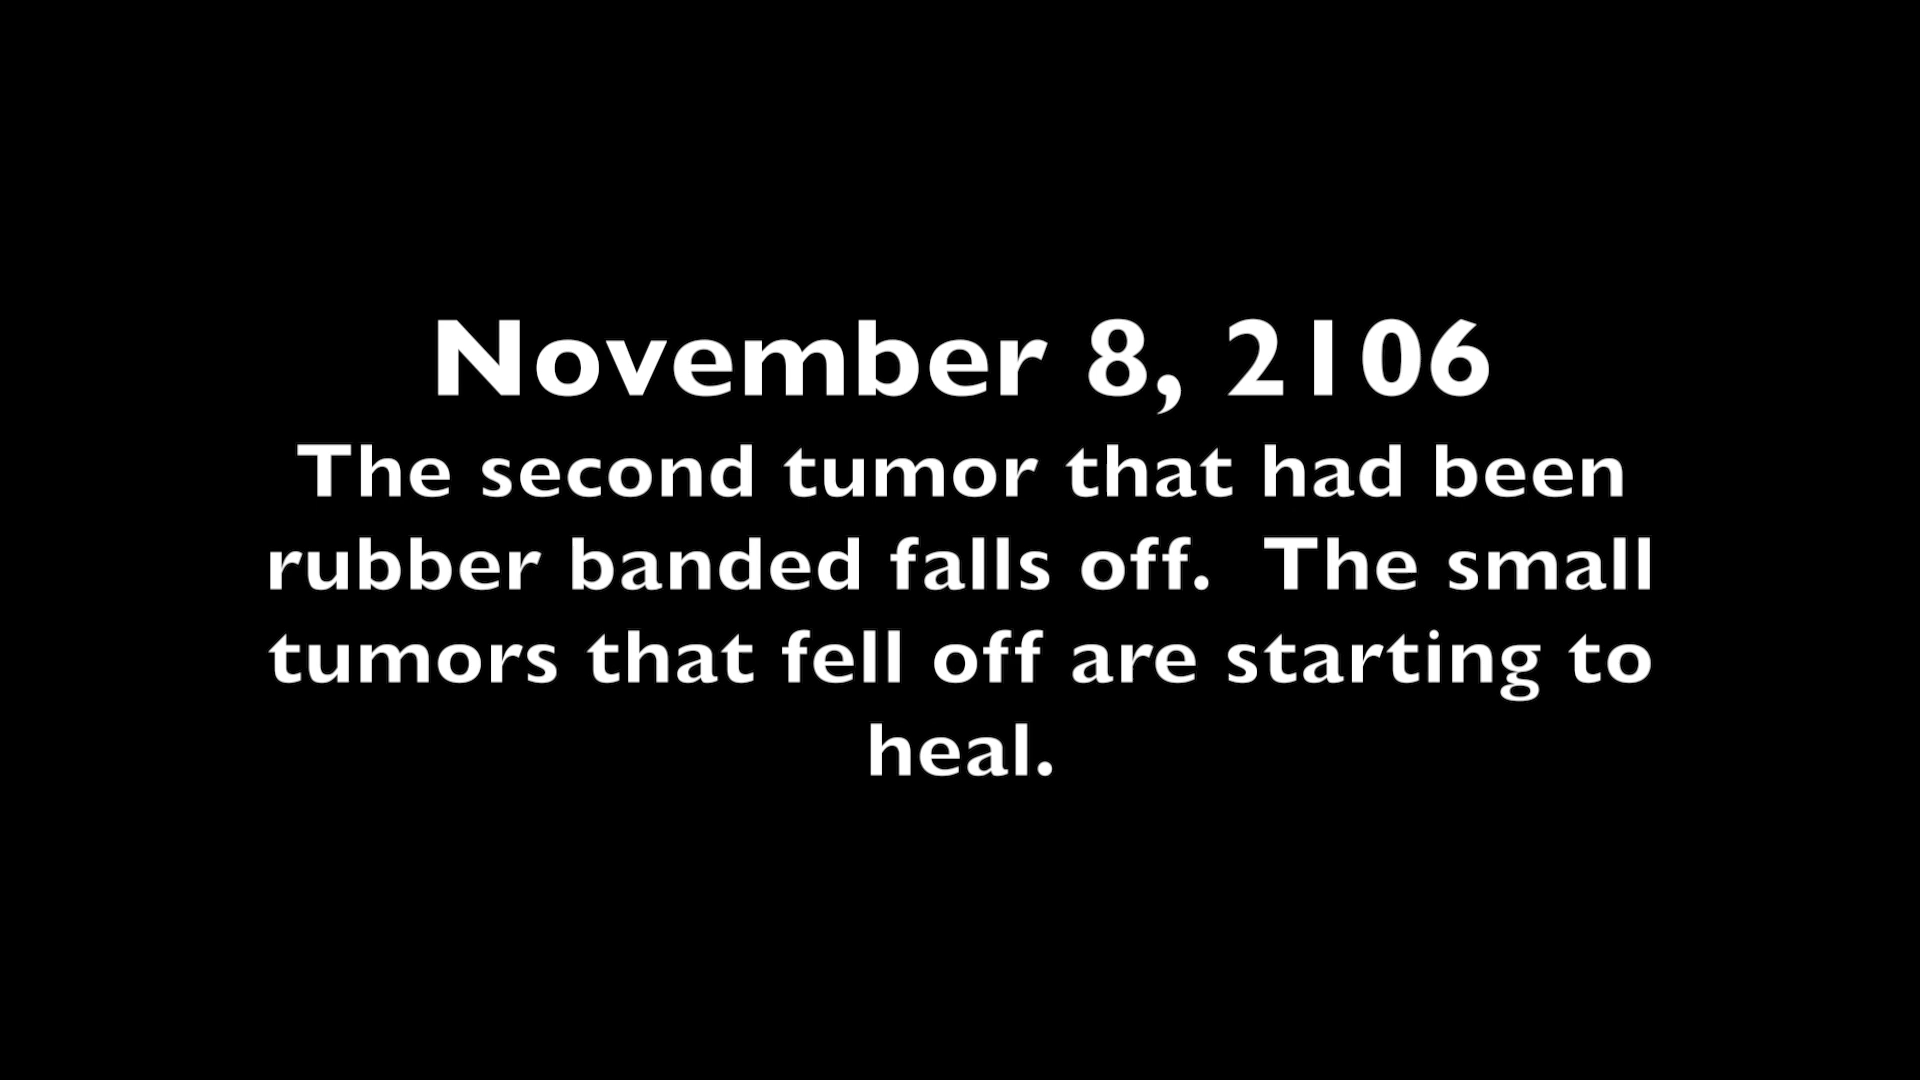 November 8, 2106
The second tumor that had been
rubber banded falls off.  The small
tumors that fell off are starting to
heal.